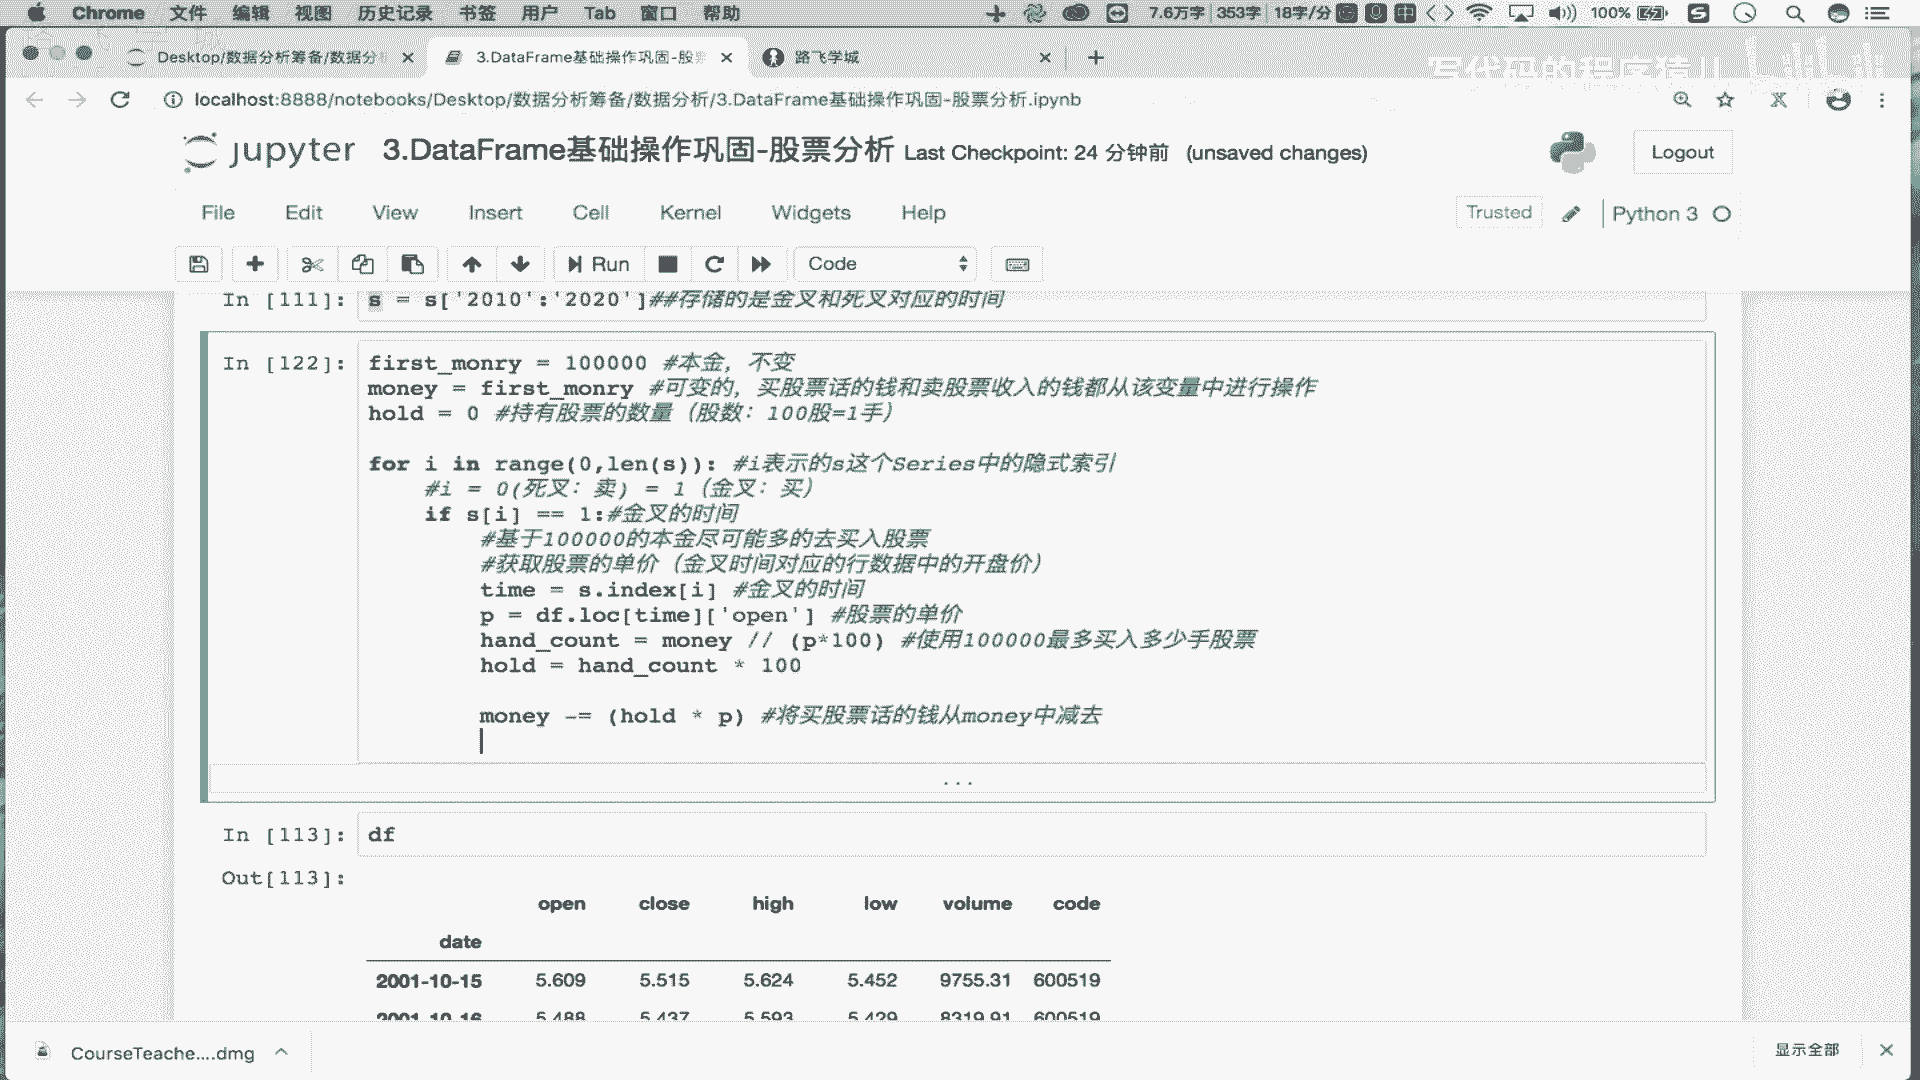 Chrome 文件 编辑 视图 历史记录 书签 用户 Tab 窗口 帮助 7.6万字 353字 18字/分 中 100% S
Desktop/数据分析筹备/数据分
3.DataFrame基础操作巩固-股
路飞学城
写代码的程序猿儿 bilibili
localhost:8888/notebooks/Desktop/数据分析筹备/数据分析/3.DataFrame基础操作巩固-股票分析.ipynb
jupyter 3.DataFrame基础操作巩固-股票分析 Last Checkpoint: 24 分钟前 (unsaved changes)
Logout
File Edit View Insert Cell Kernel Widgets Help
Trusted Python 3
Run Code
In [111]: s = s['2010':'2020']##存储的是金叉和死叉对应的时间
In [122]: first_monry = 100000 #本金，不变
money = first_monry #可变的，买股票话的钱和卖股票收入的钱都从该变量中进行操作
hold = 0 #持有股票的数量（股数：100股=1手）
for i in range(0,len(s)): #i表示的s这个Series中的隐式索引
#i = 0(死叉：卖) = 1（金叉：买）
if s[i] == 1:#金叉的时间
#基于100000的本金尽可能多的去买入股票
#获取股票的单价（金叉时间对应的行数据中的开盘价）
time = s.index[i] #金叉的时间
p = df.loc[time]['open'] #股票的单价
hand_count = money // (p*100) #使用100000最多买入多少手股票
hold = hand_count * 100
money -= (hold * p) #将买股票话的钱从money中减去
...
In [113]: df
Out[113]:
open close high low volume code
date
2001-10-15 5.609 5.515 5.624 5.452 9755.31 600519
2001-10-16 5.488 5.437 5.593 5.429 8319.91 600519
CourseTeache....dmg
显示全部